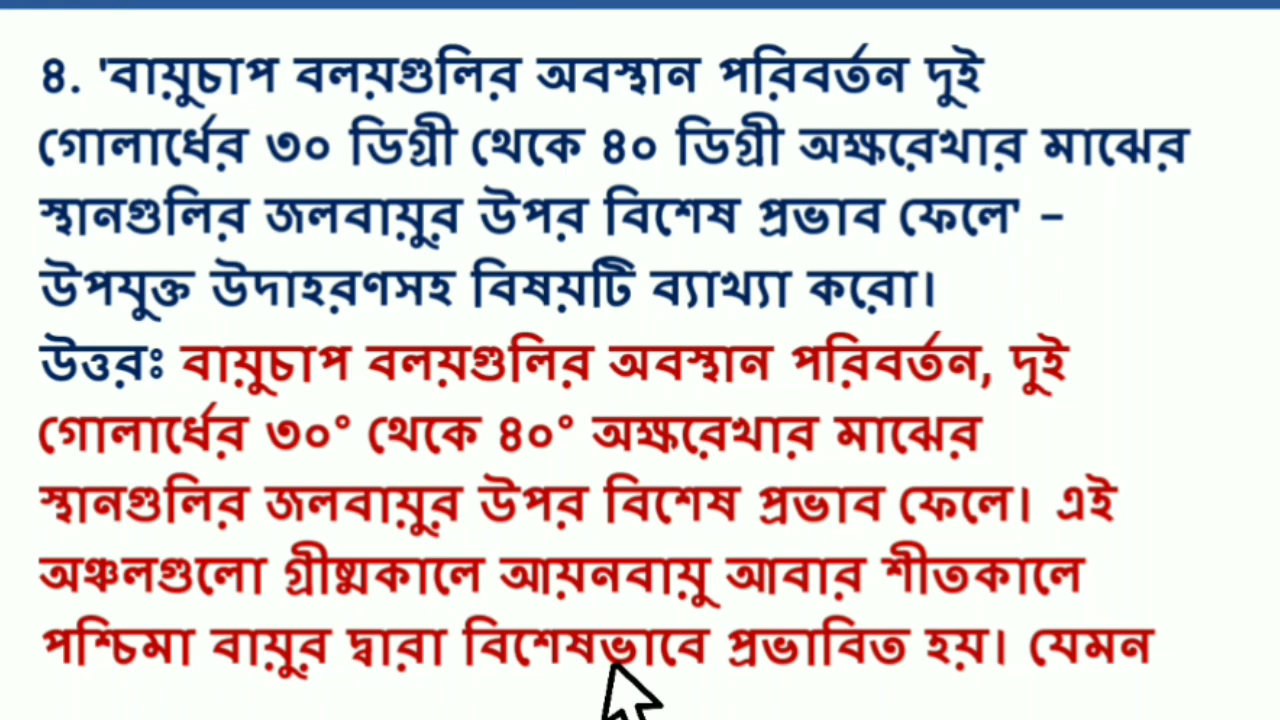 ৪. 'বায়ুচাপ বলয়গুলির অবস্থান পরিবর্তন দুই
গোলার্ধের ৩০ ডিগ্রী থেকে ৪০ ডিগ্রী অক্ষরেখার মাঝের
স্থানগুলির জলবায়ুর উপর বিশেষ প্রভাব ফেলে' –
উপযুক্ত উদাহরণসহ বিষয়টি ব্যাখ্যা করো।
উত্তরঃ বায়ুচাপ বলয়গুলির অবস্থান পরিবর্তন, দুই
গোলার্ধের ৩০° থেকে ৪০° অক্ষরেখার মাঝের
স্থানগুলির জলবায়ুর উপর বিশেষ প্রভাব ফেলে। এই
অঞ্চলগুলো গ্রীষ্মকালে আয়নবায়ু আবার শীতকালে
পশ্চিমা বায়ুর দ্বারা বিশেষভাবে প্রভাবিত হয়। যেমন